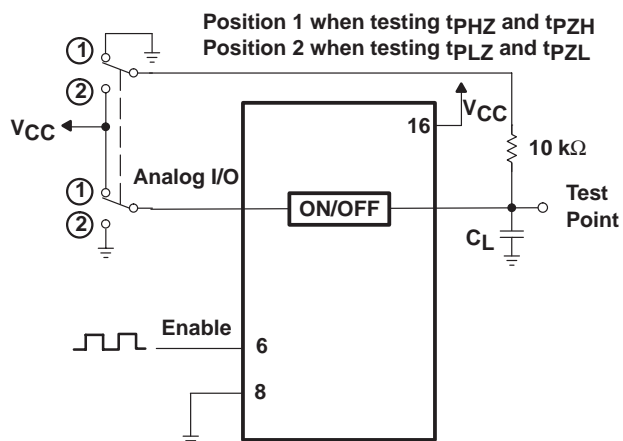 Position 1 when testing tPHZ and tPZH
Position 2 when testing tPLZ and tPZL
1
2
VCC
16
VCC
10 kΩ
Analog I/O
1
2
ON/OFF
Test
Point
CL
Enable
6
8